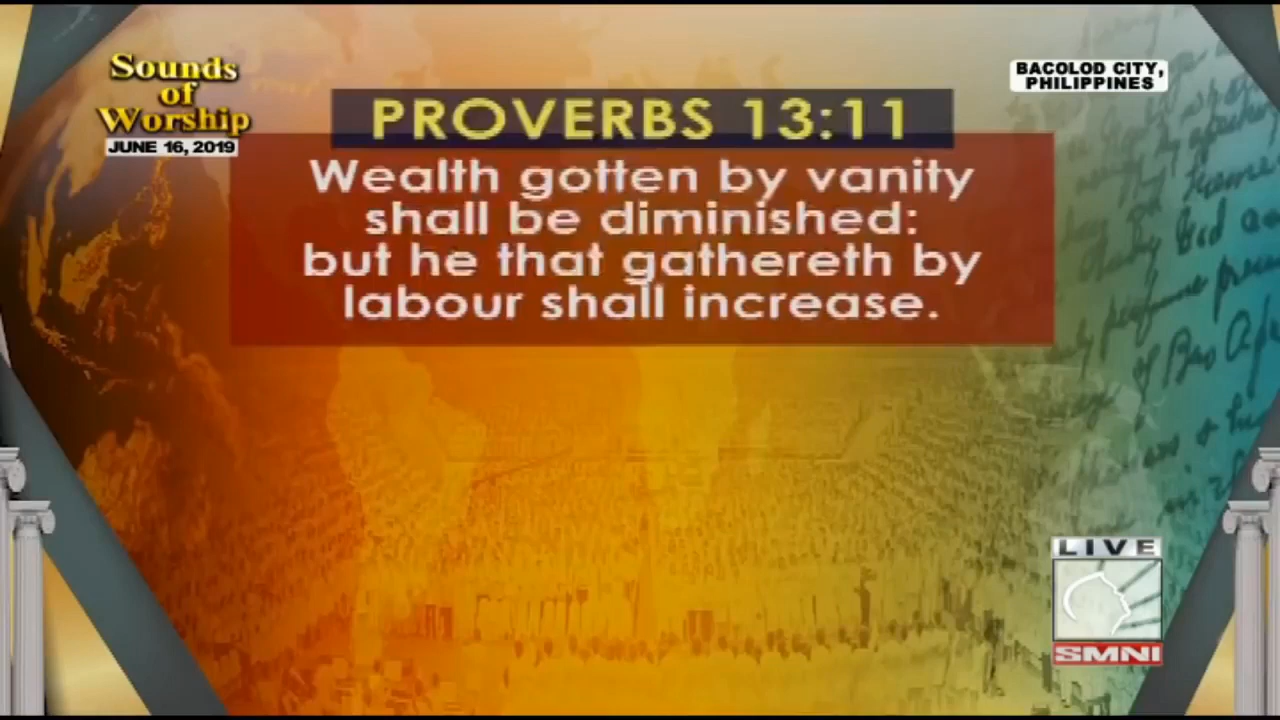 Sounds
of
Worship
JUNE 16, 2019
BACOLOD CITY,
PHILIPPINES
PROVERBS 13:11
Wealth gotten by vanity
shall be diminished:
but he that gathereth by
labour shall increase.
LIVE
SMNI